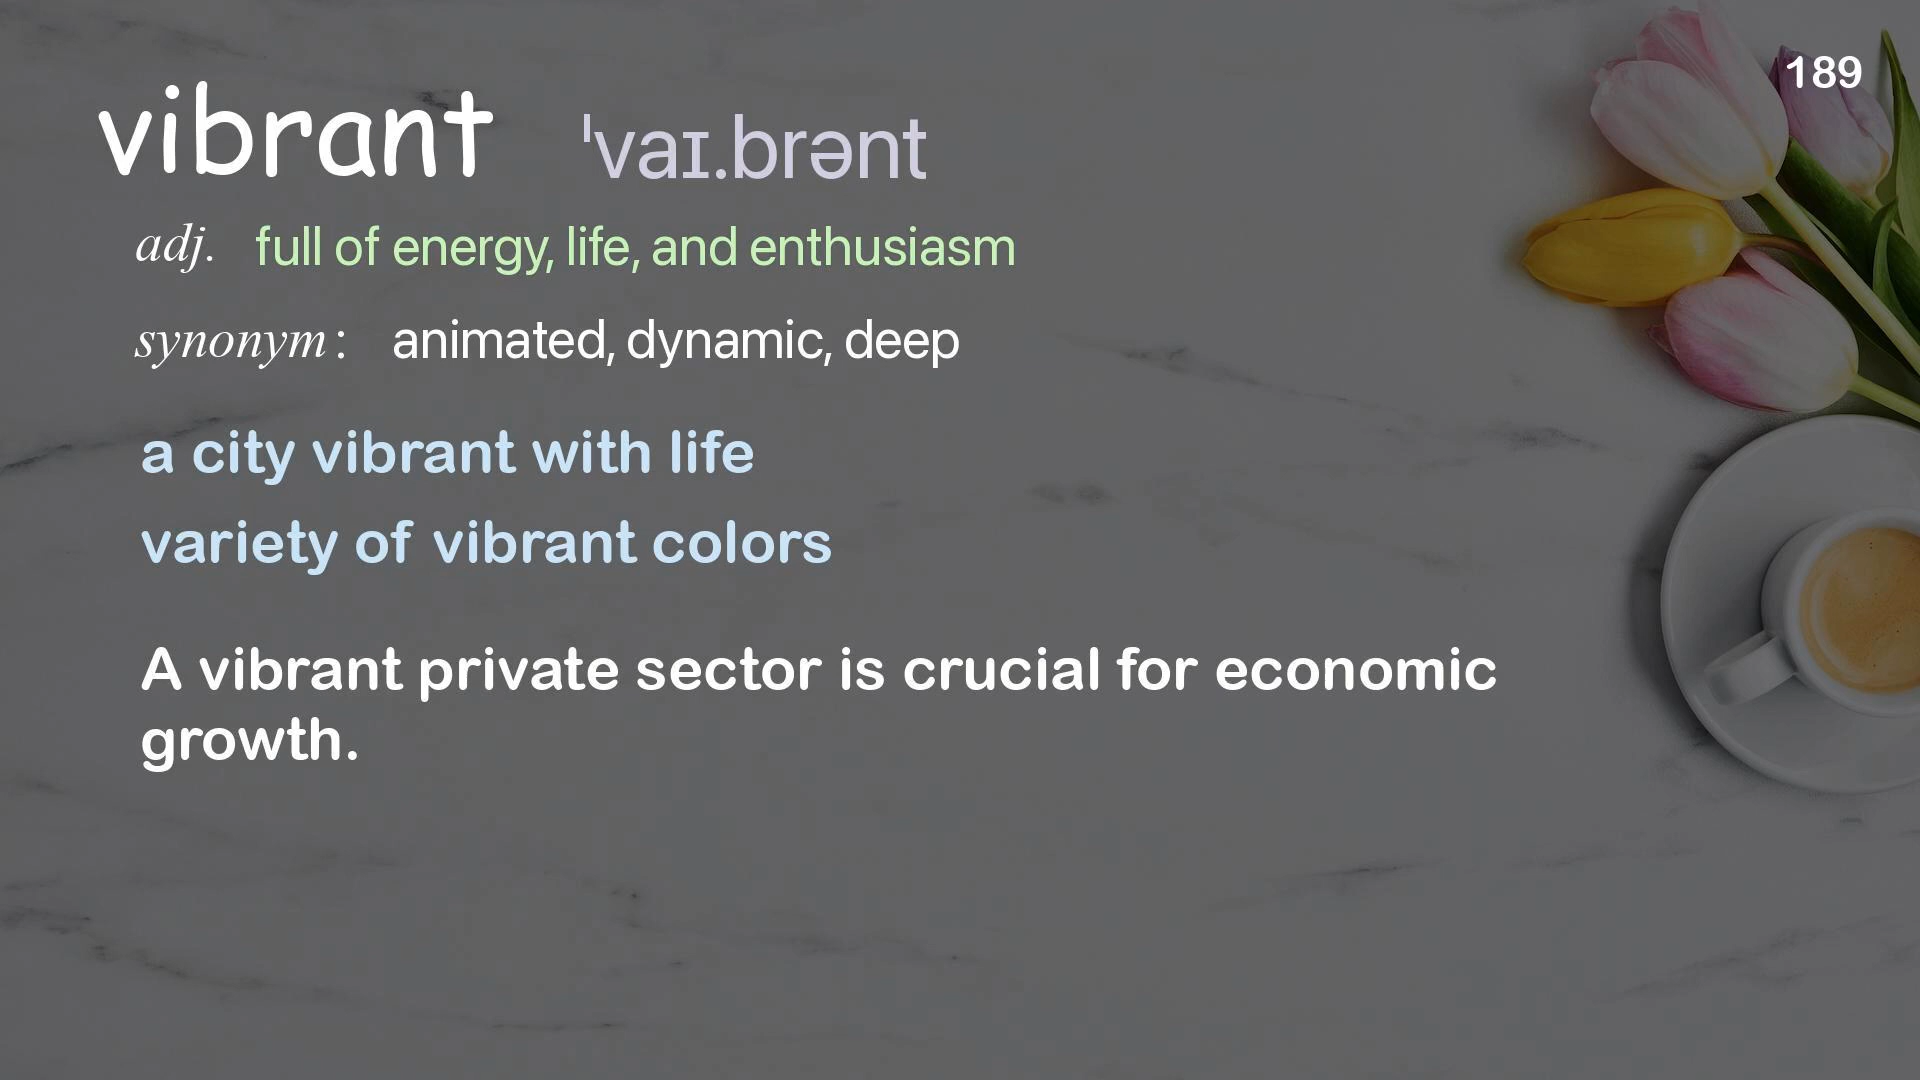 189
vibrant ˈvaɪ.brənt
adj. full of energy, life, and enthusiasm
synonym: animated, dynamic, deep
a city vibrant with life
variety of vibrant colors
A vibrant private sector is crucial for economic
growth.